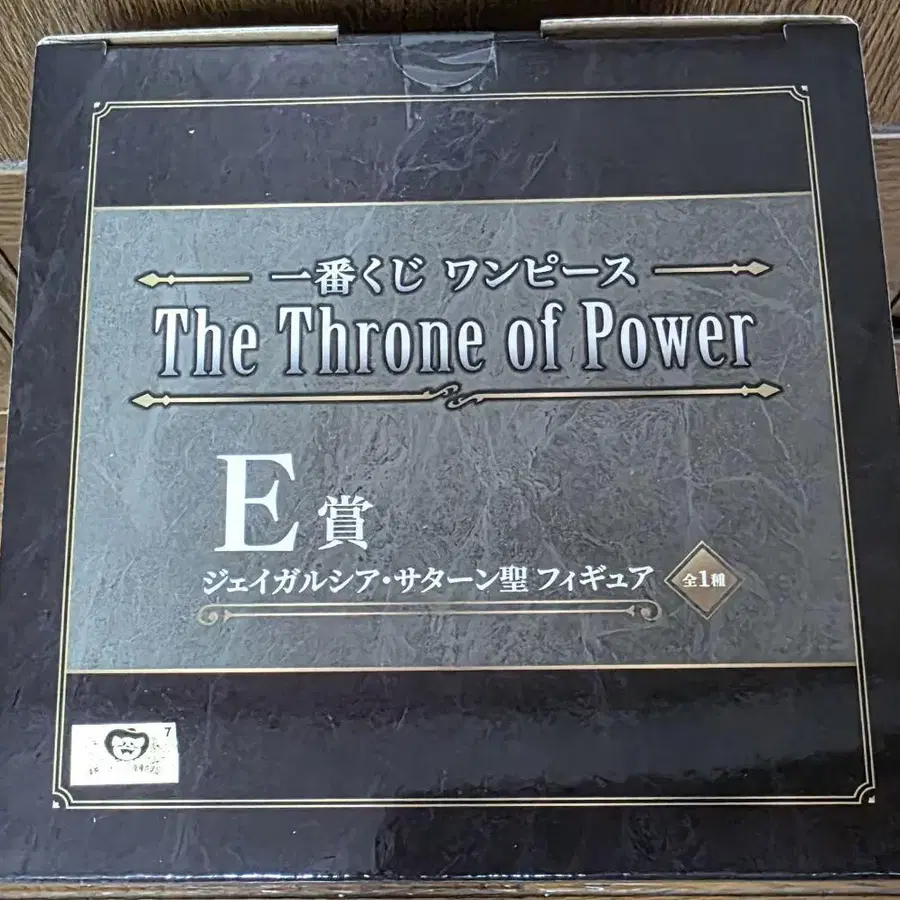 一番くじ ワンピース
The Throne of Power
E賞
ジェイガルシア・サターン聖 フィギュア 全1種
7